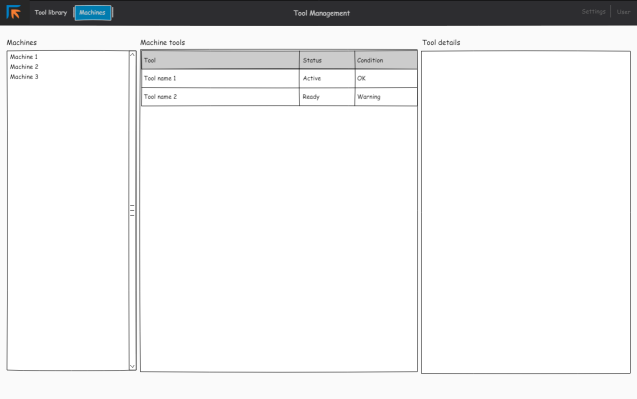 Tool library
Machines
Tool Management
Settings
User
Machines
Machine 1
Machine 2
Machine 3
Machine tools
Tool Status Condition
Tool name 1 Active OK
Tool name 2 Ready Warning
Tool details